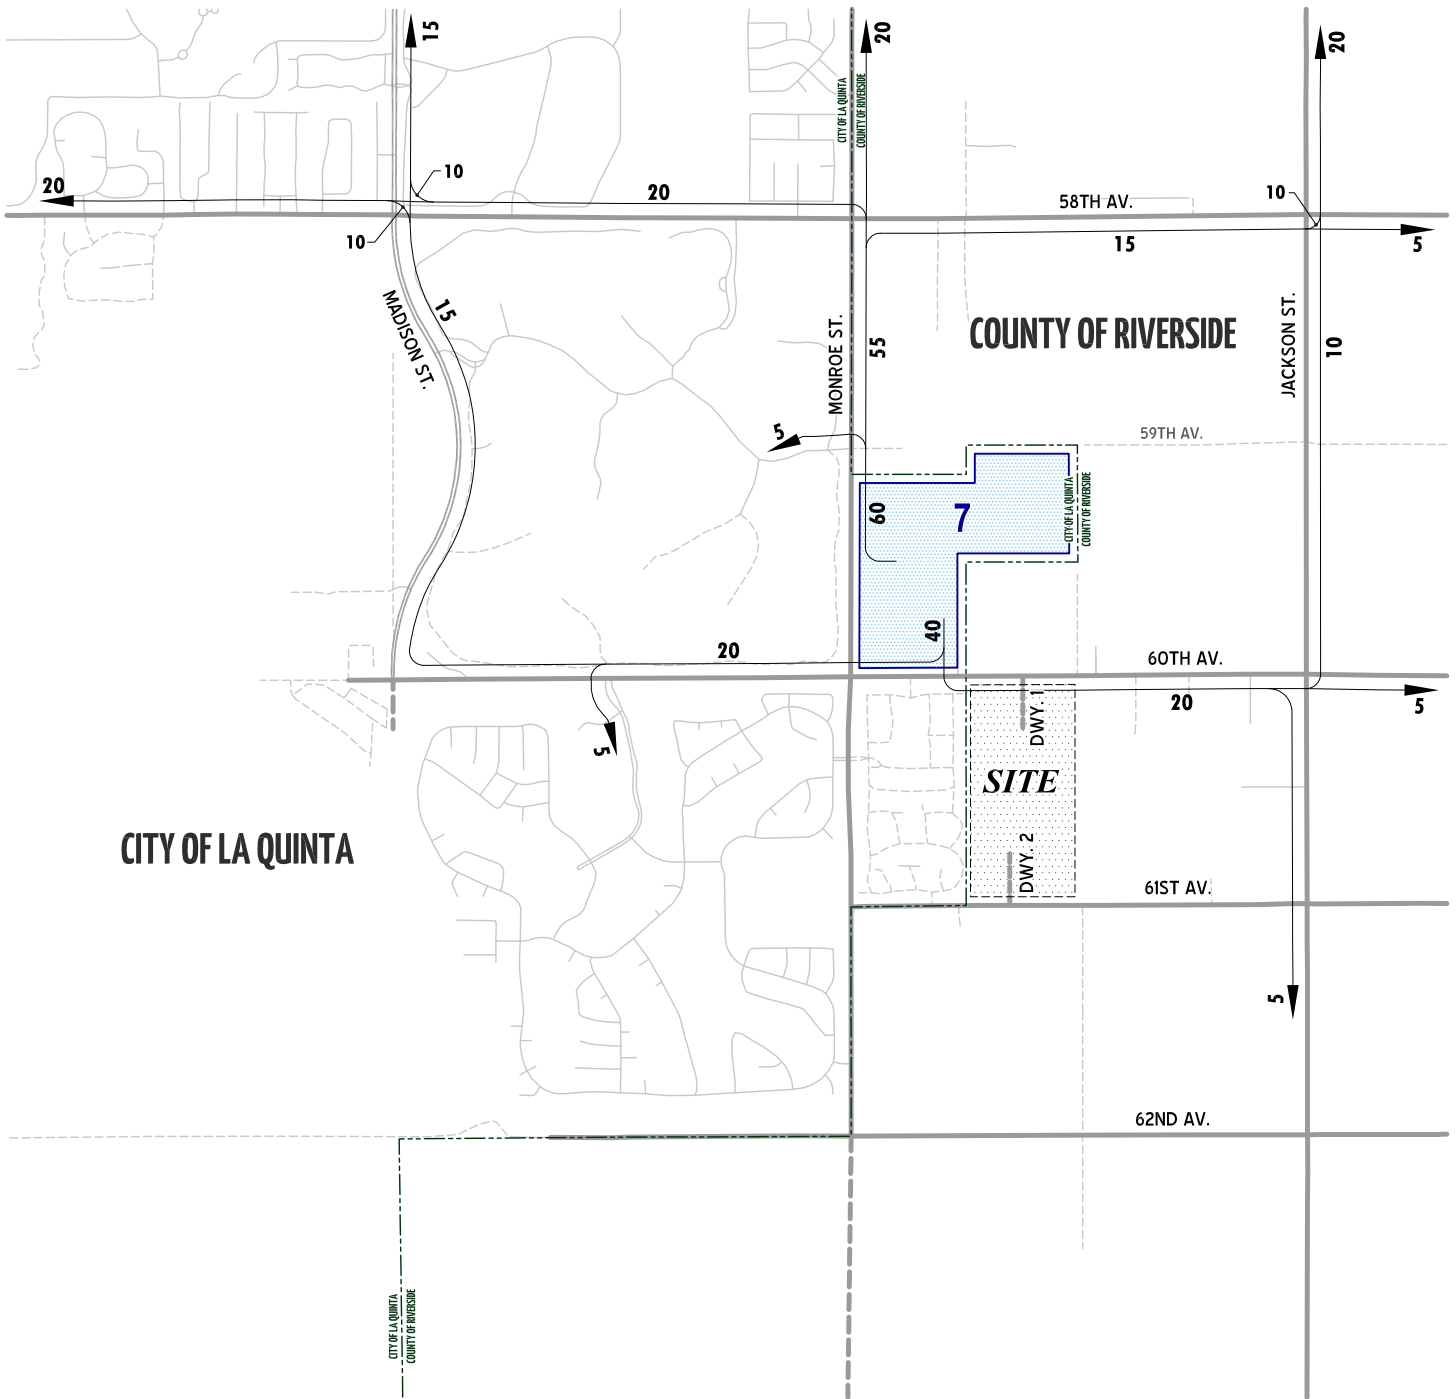 15
20
20
CITY OF LA QUINTA
COUNTY OF RIVERSIDE
10
20
20
58TH AV.
10
10
15
5
MADISON ST.
15
MONROE ST.
55
COUNTY OF RIVERSIDE
JACKSON ST.
10
5
59TH AV.
60
7
CITY OF LA QUINTA
COUNTY OF RIVERSIDE
40
20
60TH AV.
20
5
5
DWY. 1
SITE
CITY OF LA QUINTA
DWY. 2
61ST AV.
5
62ND AV.
CITY OF LA QUINTA
COUNTY OF RIVERSIDE